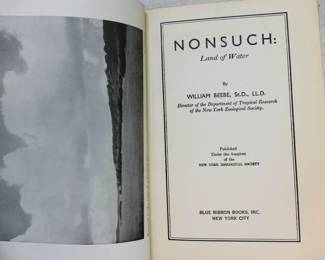 NONSUCH:
Land of Water
By
WILLIAM BEEBE, Sc.D., LL.D.
Director of the Department of Tropical Research
of the New York Zoological Society.
Published
Under the Auspices
of the
NEW YORK ZOOLOGICAL SOCIETY
BLUE RIBBON BOOKS, INC.
NEW YORK CITY